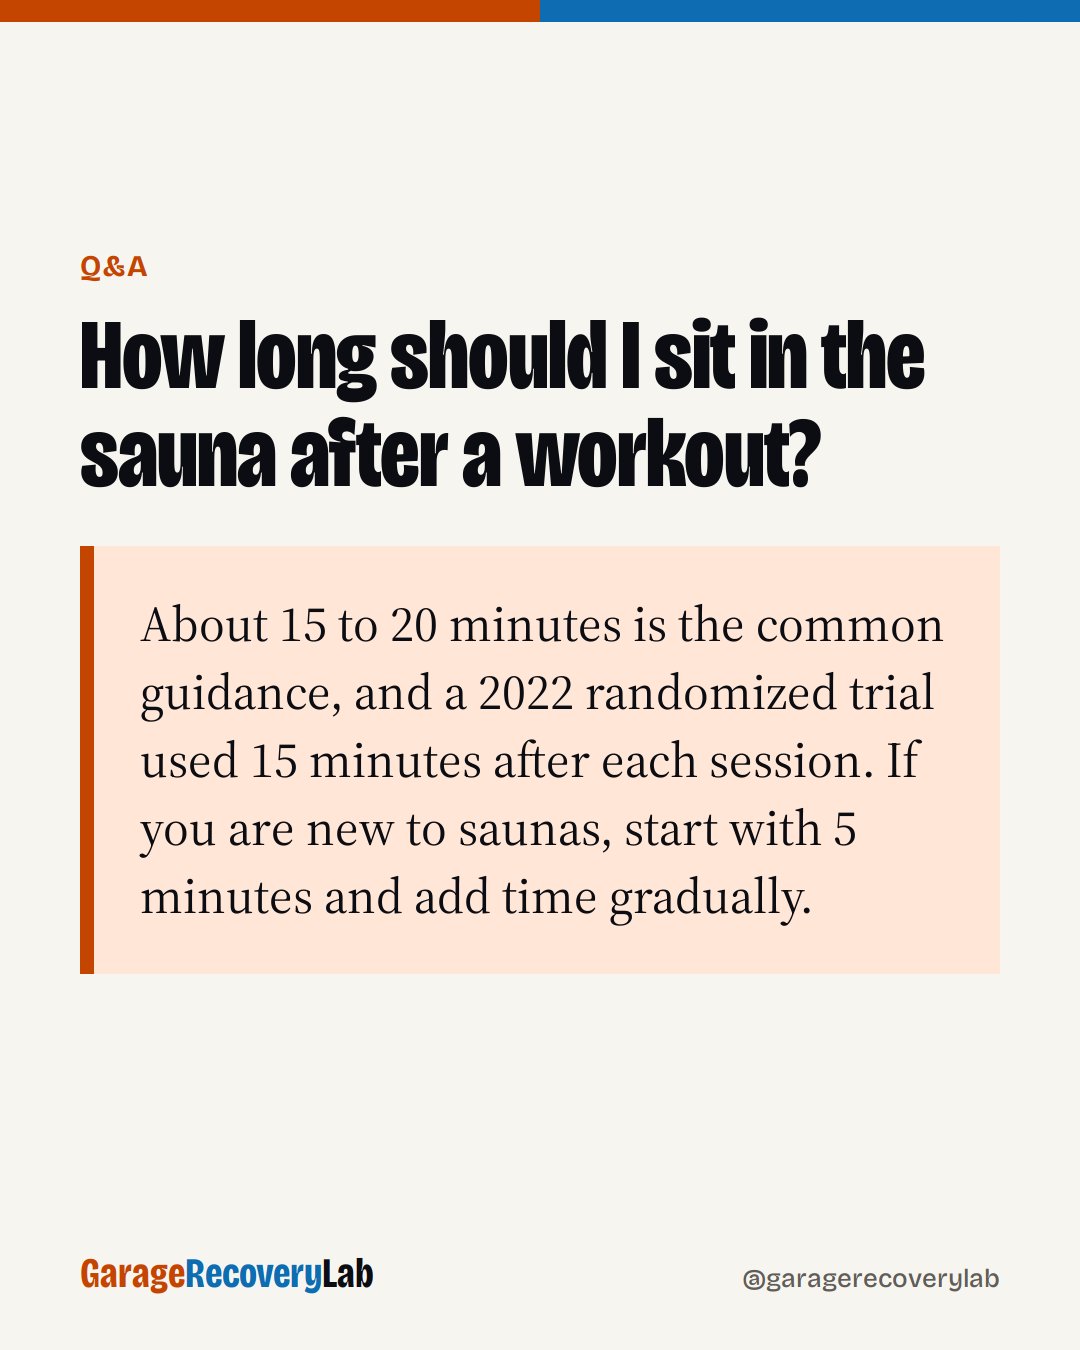 Q&A
How long should I sit in the
sauna after a workout?
About 15 to 20 minutes is the common
guidance, and a 2022 randomized trial
used 15 minutes after each session. If
you are new to saunas, start with 5
minutes and add time gradually.
GarageRecoveryLab
@garagerecoverylab